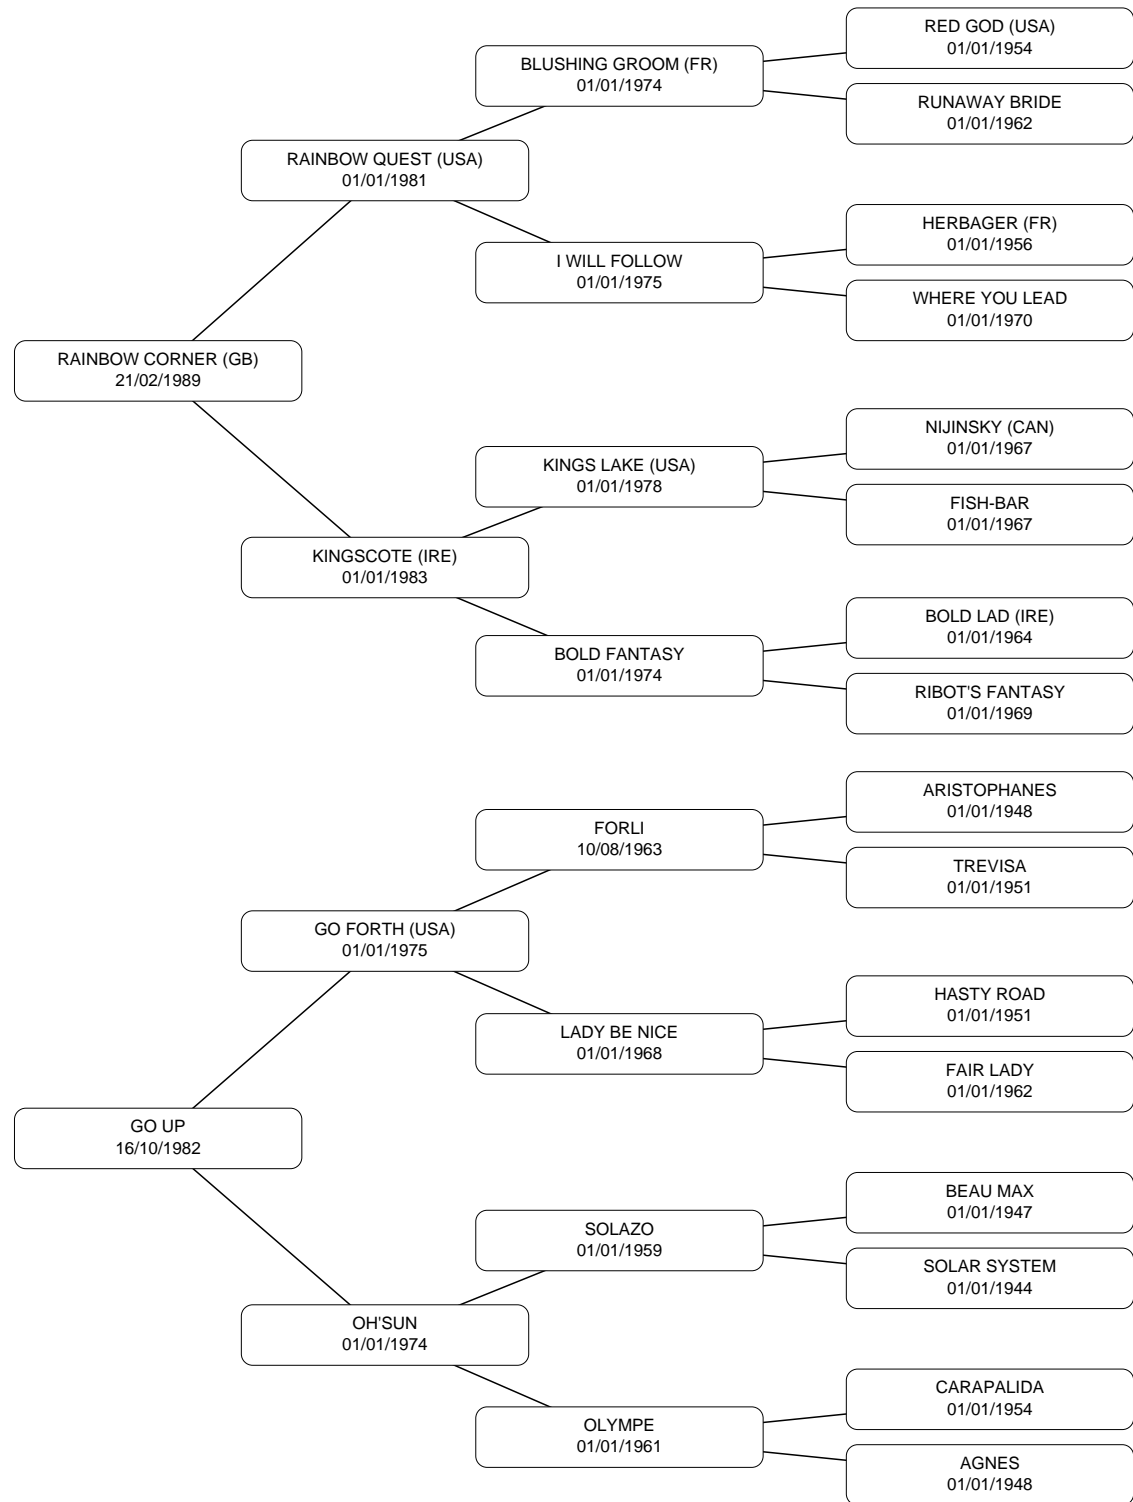 RED GOD (USA)
01/01/1954
BLUSHING GROOM (FR)
01/01/1974
RUNAWAY BRIDE
01/01/1962
RAINBOW QUEST (USA)
01/01/1981
HERBAGER (FR)
01/01/1956
I WILL FOLLOW
01/01/1975
WHERE YOU LEAD
01/01/1970
RAINBOW CORNER (GB)
21/02/1989
NIJINSKY (CAN)
01/01/1967
KINGS LAKE (USA)
01/01/1978
FISH-BAR
01/01/1967
KINGSCOTE (IRE)
01/01/1983
BOLD LAD (IRE)
01/01/1964
BOLD FANTASY
01/01/1974
RIBOT'S FANTASY
01/01/1969
ARISTOPHANES
01/01/1948
FORLI
10/08/1963
TREVISA
01/01/1951
GO FORTH (USA)
01/01/1975
HASTY ROAD
01/01/1951
LADY BE NICE
01/01/1968
FAIR LADY
01/01/1962
GO UP
16/10/1982
BEAU MAX
01/01/1947
SOLAZO
01/01/1959
SOLAR SYSTEM
01/01/1944
OH'SUN
01/01/1974
CARAPALIDA
01/01/1954
OLYMPE
01/01/1961
AGNES
01/01/1948